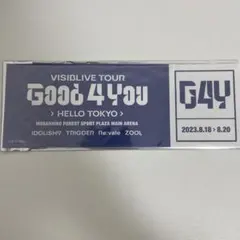 VISIBLIVE TOUR
Good 4 You
› HELLO TOKYO ›
MUSASHINO FOREST SPORT PLAZA MAIN ARENA
IDOLiSH7 TRIGGER Re:vale ŹOOĻ
G4Y
2023.8.18 › 8.20